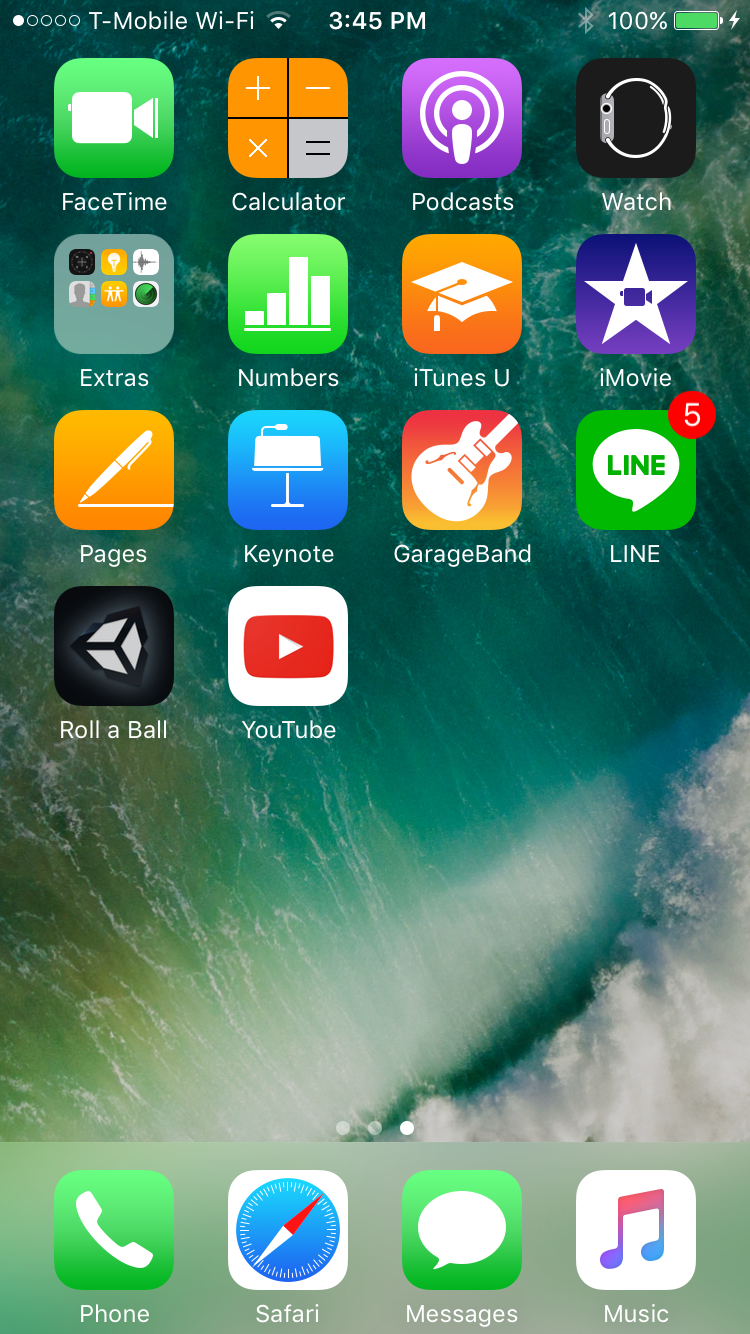 T-Mobile Wi-Fi 3:45 PM 100%
FaceTime Calculator Podcasts Watch
Extras Numbers iTunes U iMovie
5
LINE
Pages Keynote GarageBand LINE
Roll a Ball YouTube
Phone Safari Messages Music